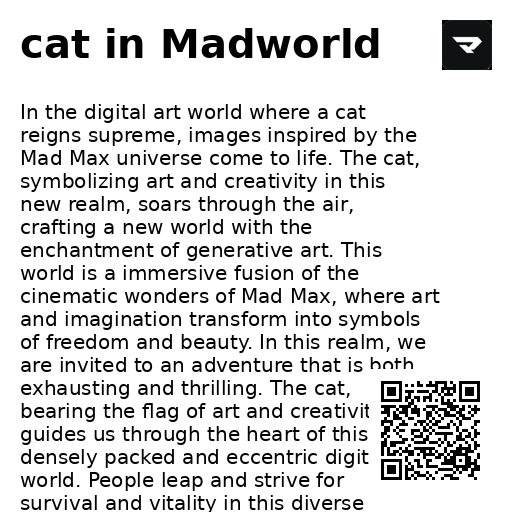 cat in Madworld
In the digital art world where a cat
reigns supreme, images inspired by the
Mad Max universe come to life. The cat,
symbolizing art and creativity in this
new realm, soars through the air,
crafting a new world with the
enchantment of generative art. This
world is a immersive fusion of the
cinematic wonders of Mad Max, where art
and imagination transform into symbols
of freedom and beauty. In this realm, we
are invited to an adventure that is both
exhausting and thrilling. The cat,
bearing the flag of art and creativit
guides us through the heart of this
densely packed and eccentric digit
world. People leap and strive for
survival and vitality in this diverse